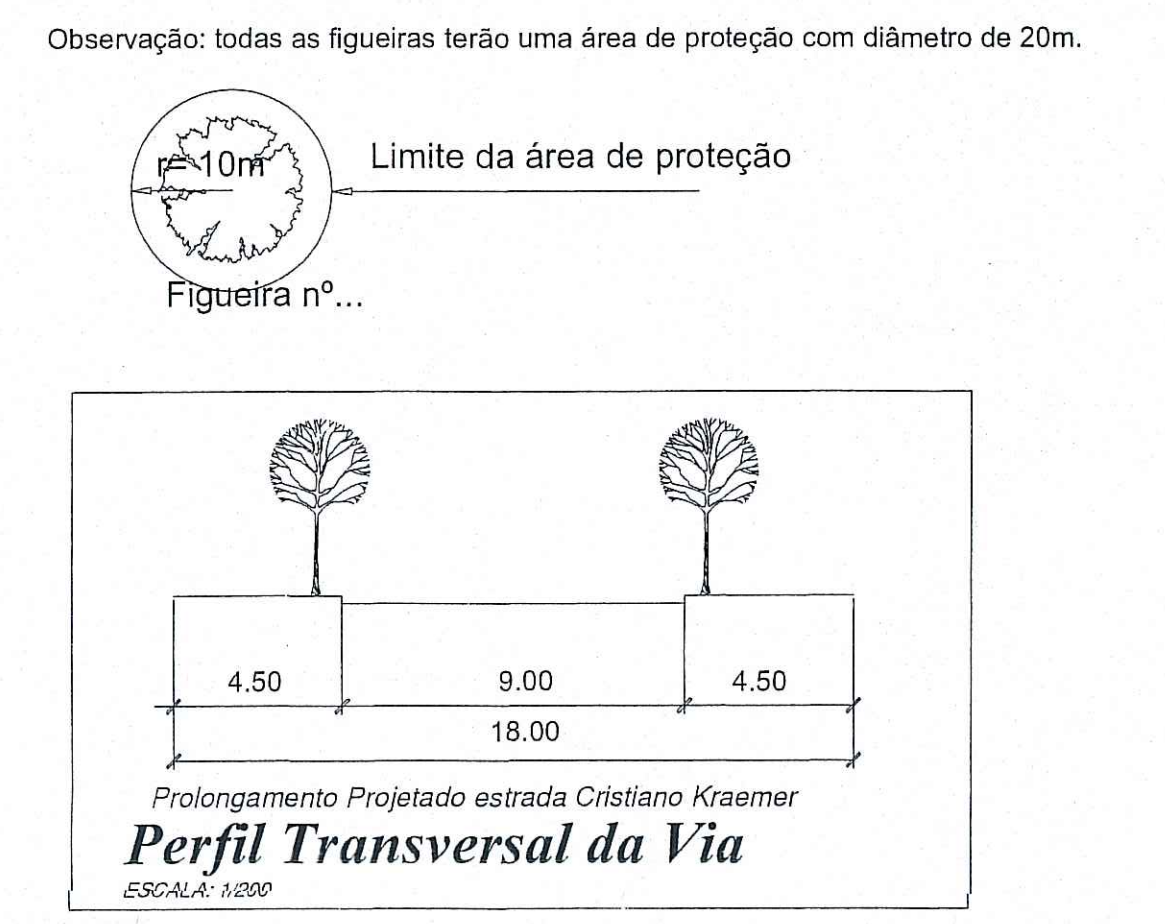 Observação: todas as figueiras terão uma área de proteção com diâmetro de 20m.
r= 10m
Limite da área de proteção
Figueira nº...
4.50 9.00 4.50
18.00
Prolongamento Projetado estrada Cristiano Kraemer
Perfil Transversal da Via
ESCALA: 1/200